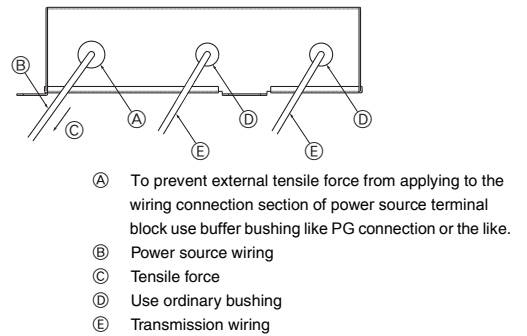 Ⓑ
Ⓒ
Ⓐ
Ⓔ
Ⓓ
Ⓔ
Ⓓ
Ⓐ To prevent external tensile force from applying to the
wiring connection section of power source terminal
block use buffer bushing like PG connection or the like.
Ⓑ Power source wiring
Ⓒ Tensile force
Ⓓ Use ordinary bushing
Ⓔ Transmission wiring